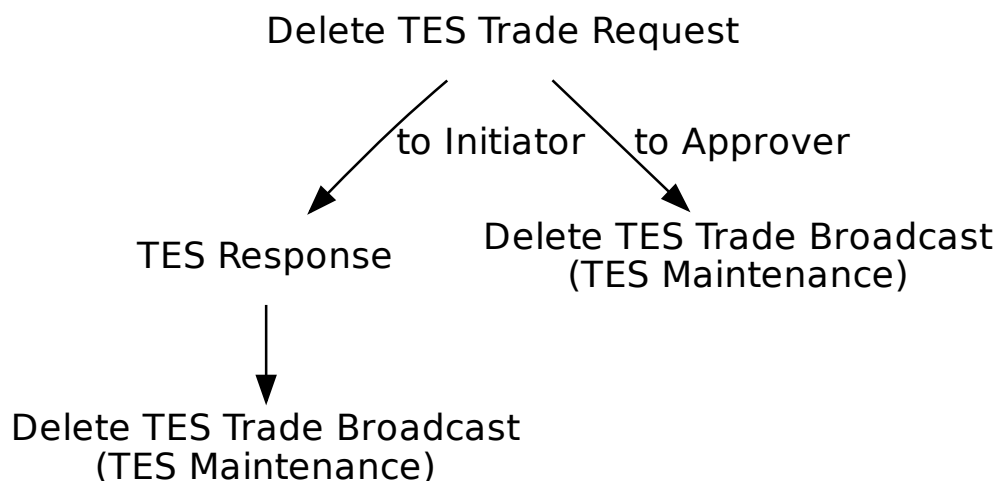 Delete TES Trade Request
to Initiator
to Approver
TES Response
Delete TES Trade Broadcast
(TES Maintenance)
Delete TES Trade Broadcast
(TES Maintenance)